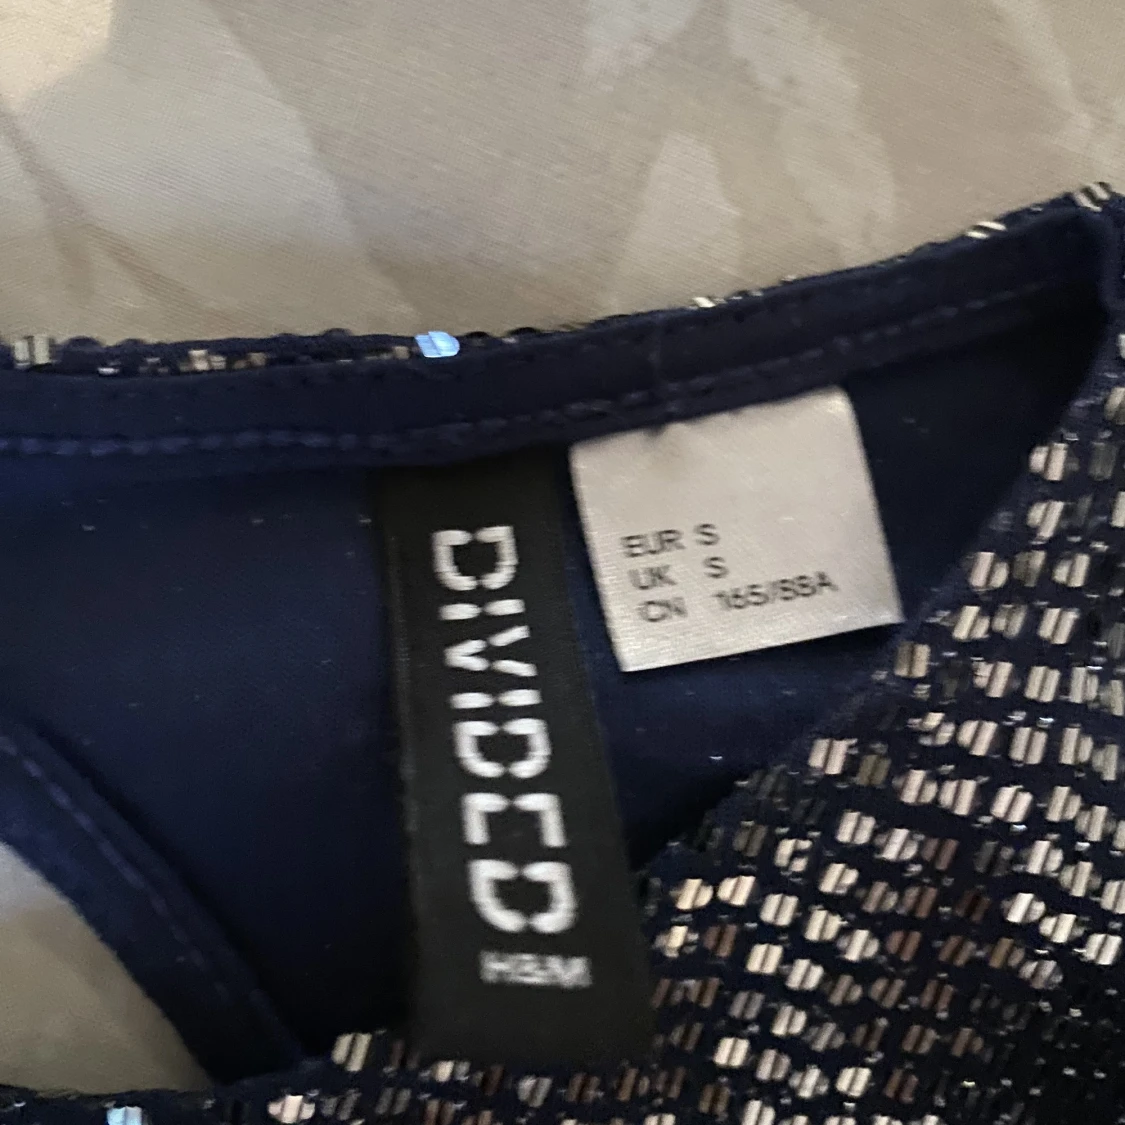 DIVIDED
H&M
EUR S
UK S
CN 165/88A